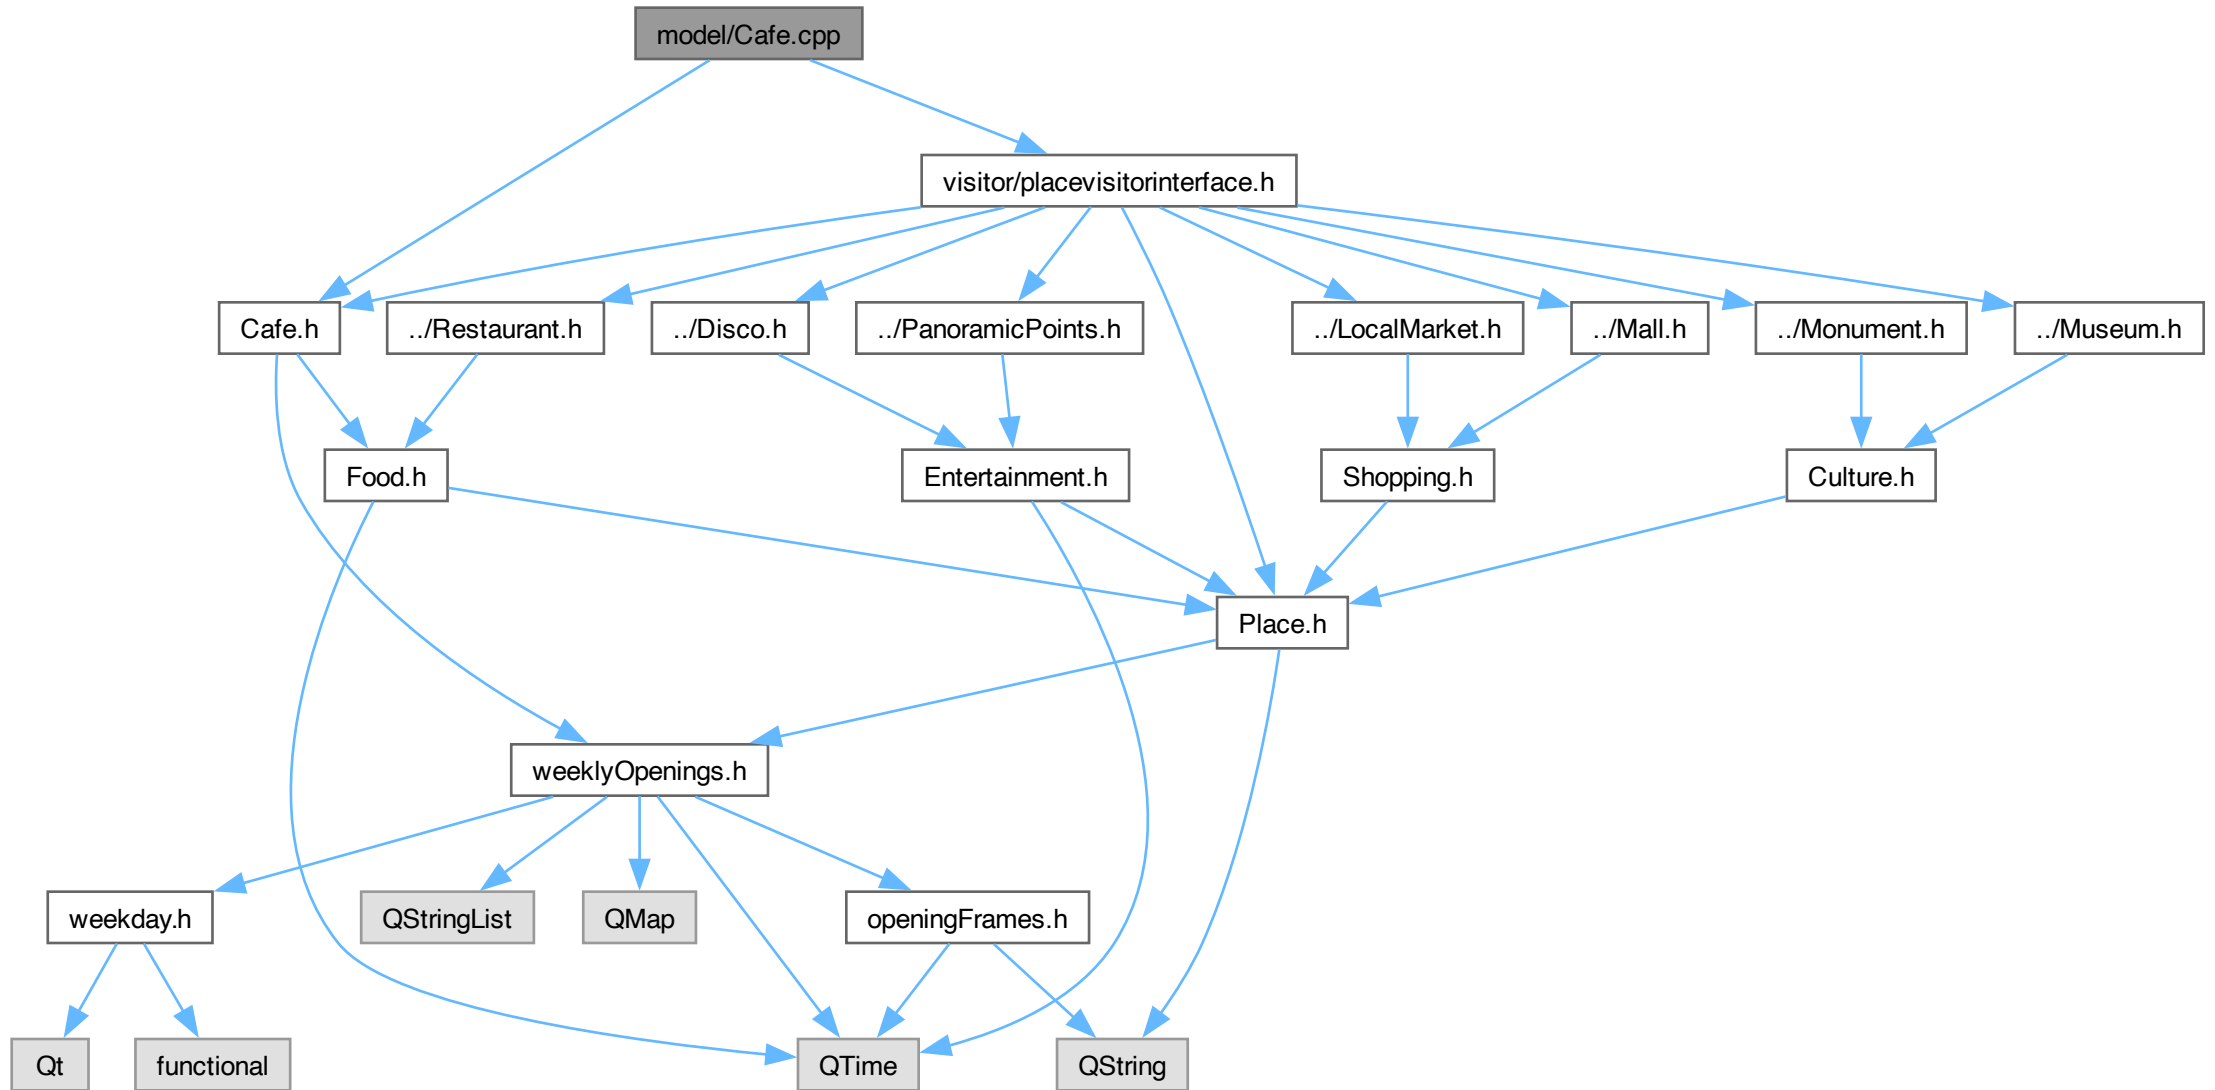 model/Cafe.cpp
visitor/placevisitorinterface.h
Cafe.h
../Restaurant.h
../Disco.h
../PanoramicPoints.h
../LocalMarket.h
../Mall.h
../Monument.h
../Museum.h
Food.h
Entertainment.h
Shopping.h
Culture.h
Place.h
weeklyOpenings.h
weekday.h
QStringList
QMap
openingFrames.h
Qt
functional
QTime
QString